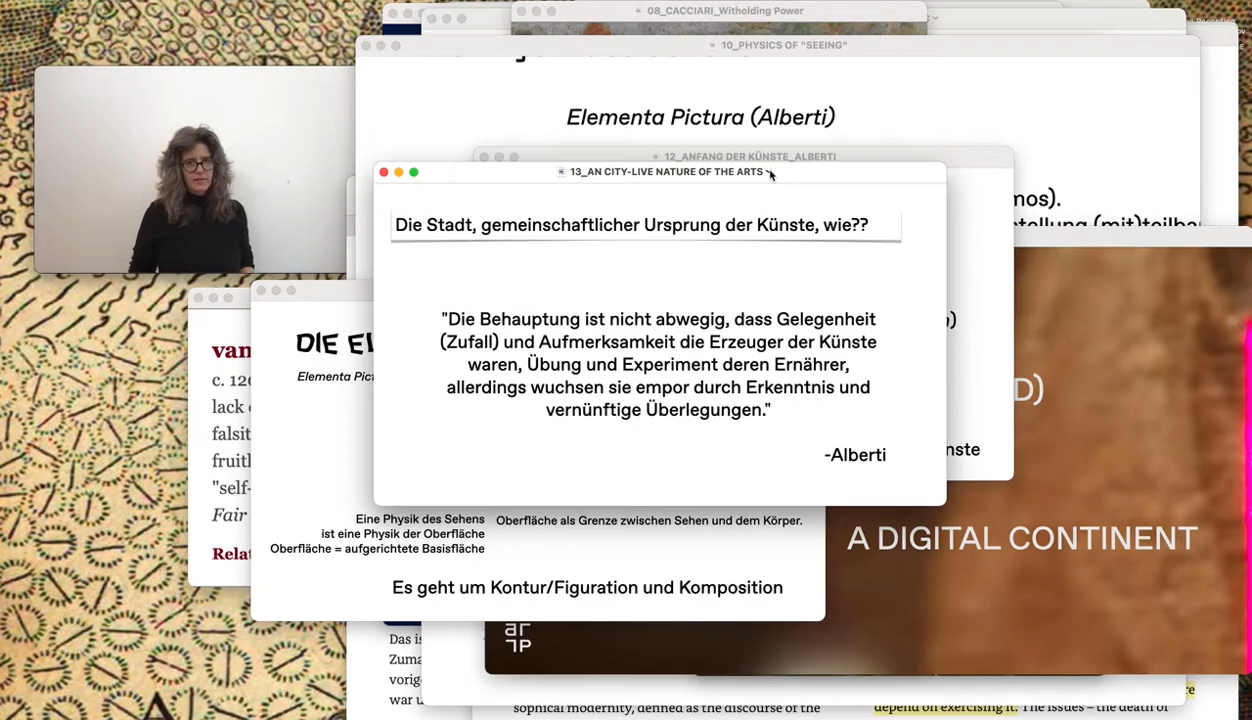 08_CACCIARI_Witholding Power
10_PHYSICS OF "SEEING"
Elementa Pictura (Alberti)
12_ANFANG DER KÜNSTE_ALBERTI
13_AN CITY-LIVE NATURE OF THE ARTS
Die Stadt, gemeinschaftlicher Ursprung der Künste, wie??
"Die Behauptung ist nicht abwegig, dass Gelegenheit
(Zufall) und Aufmerksamkeit die Erzeuger der Künste
waren, Übung und Experiment deren Ernährer,
allerdings wuchsen sie empor durch Erkenntnis und
vernünftige Überlegungen."
-Alberti
mos).
stellung (mit)teilba
D)
nste
van
c. 12
lack
falsit
fruith
"self-
Fair
Relat
DIE EL
Elementa Pict
Eine Physik des Sehens
ist eine Physik der Oberfläche
Oberfläche = aufgerichtete Basisfläche
Oberfläche als Grenze zwischen Sehen und dem Körper.
Es geht um Kontur/Figuration und Komposition
A DIGITAL CONTINENT
Das is
Zuma
vorig
war u
sophical modernity, defined as the discourse of the
re
depend on exercising it. The issues – the death of